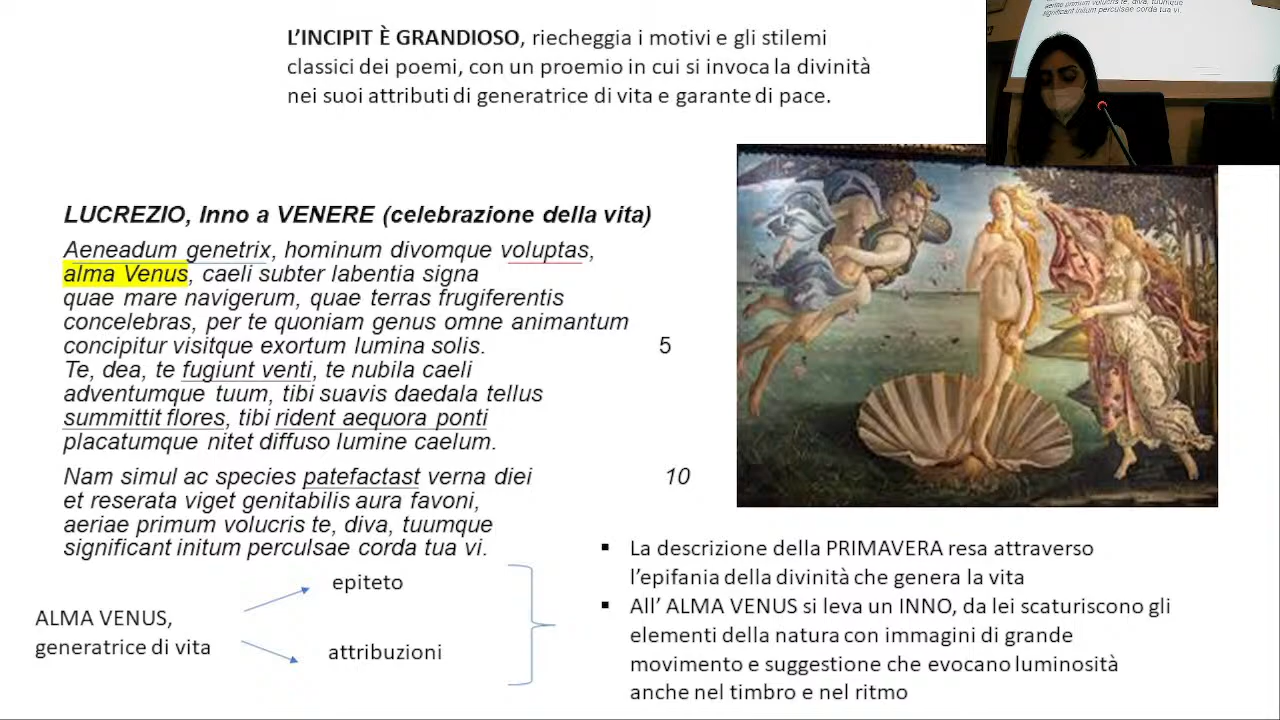 L'INCIPIT È GRANDIOSO, riecheggia i motivi e gli stilemi
classici dei poemi, con un proemio in cui si invoca la divinità
nei suoi attributi di generatrice di vita e garante di pace.
significant initum perculsae corda tua vi.
LUCREZIO, Inno a VENERE (celebrazione della vita)
Aeneadum genetrix, hominum divomque voluptas,
alma Venus, caeli subter labentia signa
quae mare navigerum, quae terras frugiferentis
concelebras, per te quoniam genus omne animantum
concipitur visitque exortum lumina solis. 5
Te, dea, te fugiunt venti, te nubila caeli
adventumque tuum, tibi suavis daedala tellus
summittit flores, tibi rident aequora ponti
placatumque nitet diffuso lumine caelum.
Nam simul ac species patefactast verna diei 10
et reserata viget genitabilis aura favoni,
aeriae primum volucris te, diva, tuumque
significant initum perculsae corda tua vi.
epiteto
ALMA VENUS,
generatrice di vita
attribuzioni
▪ La descrizione della PRIMAVERA resa attraverso
l'epifania della divinità che genera la vita
▪ All' ALMA VENUS si leva un INNO, da lei scaturiscono gli
elementi della natura con immagini di grande
movimento e suggestione che evocano luminosità
anche nel timbro e nel ritmo